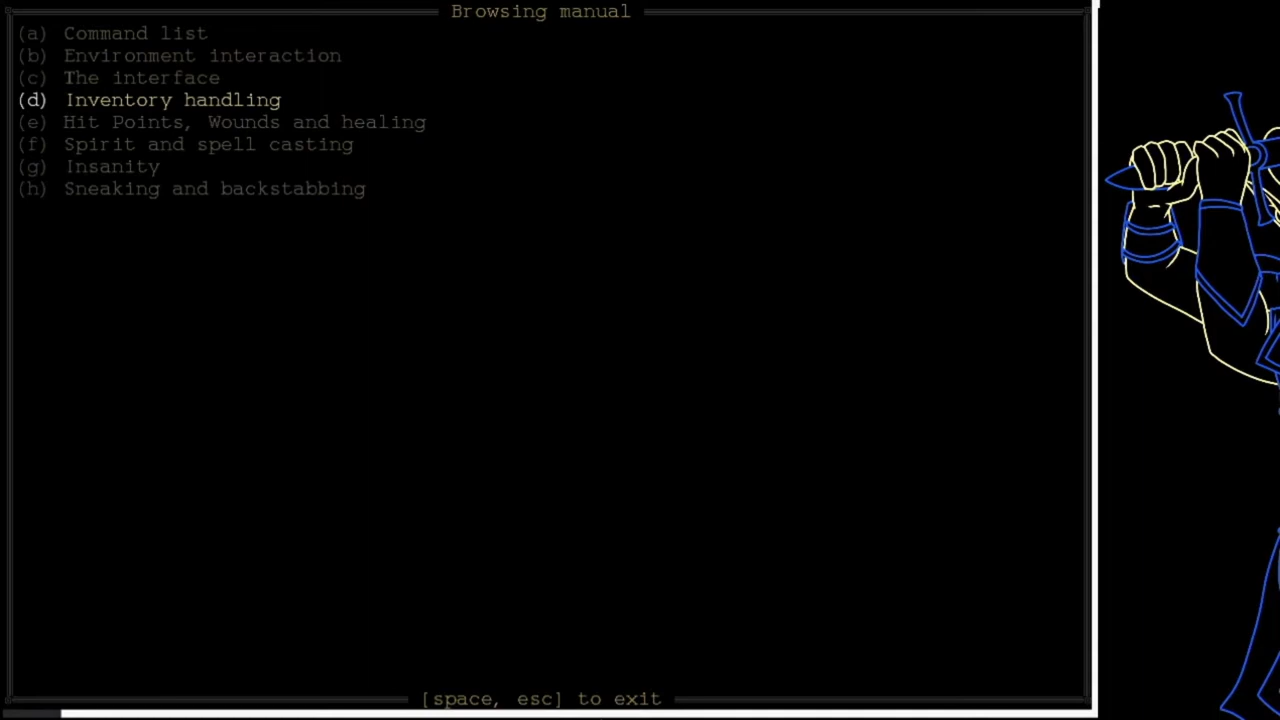 Browsing manual
(a) Command list
(b) Environment interaction
(c) The interface
(d) Inventory handling
(e) Hit Points, Wounds and healing
(f) Spirit and spell casting
(g) Insanity
(h) Sneaking and backstabbing
[space, esc] to exit